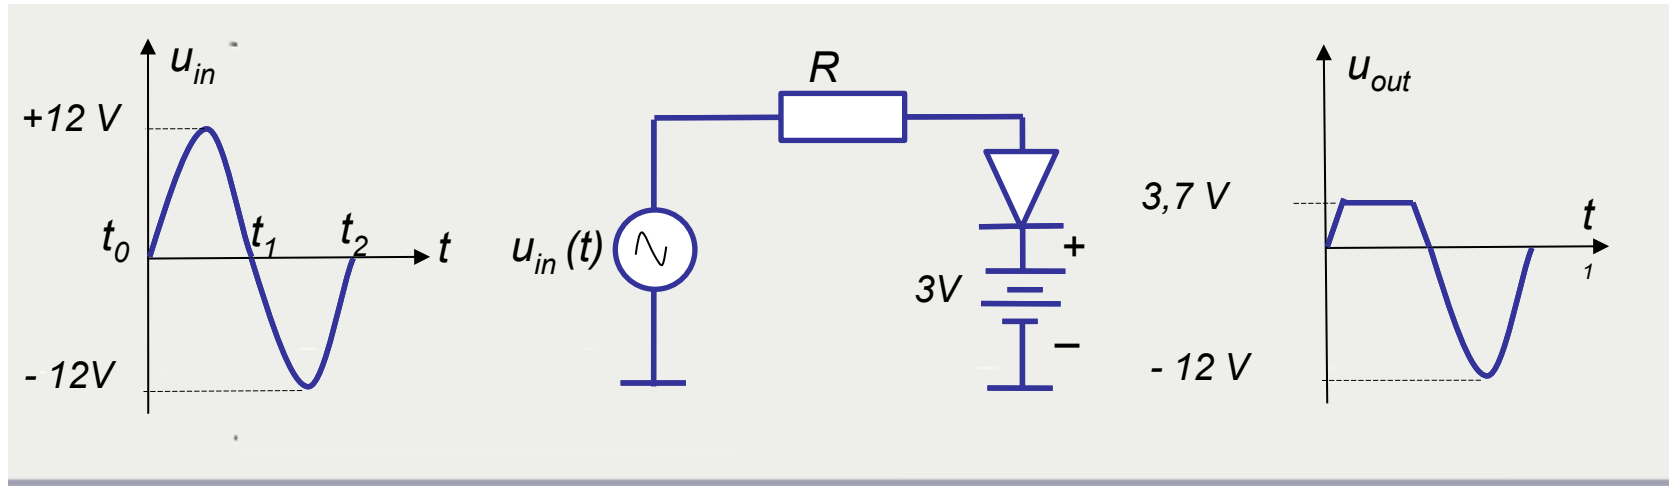 u_in
+12 V
t_0
t_1
t_2
t
- 12V
R
u_in (t)
+
3V
–
u_out
3,7 V
t
1
- 12 V